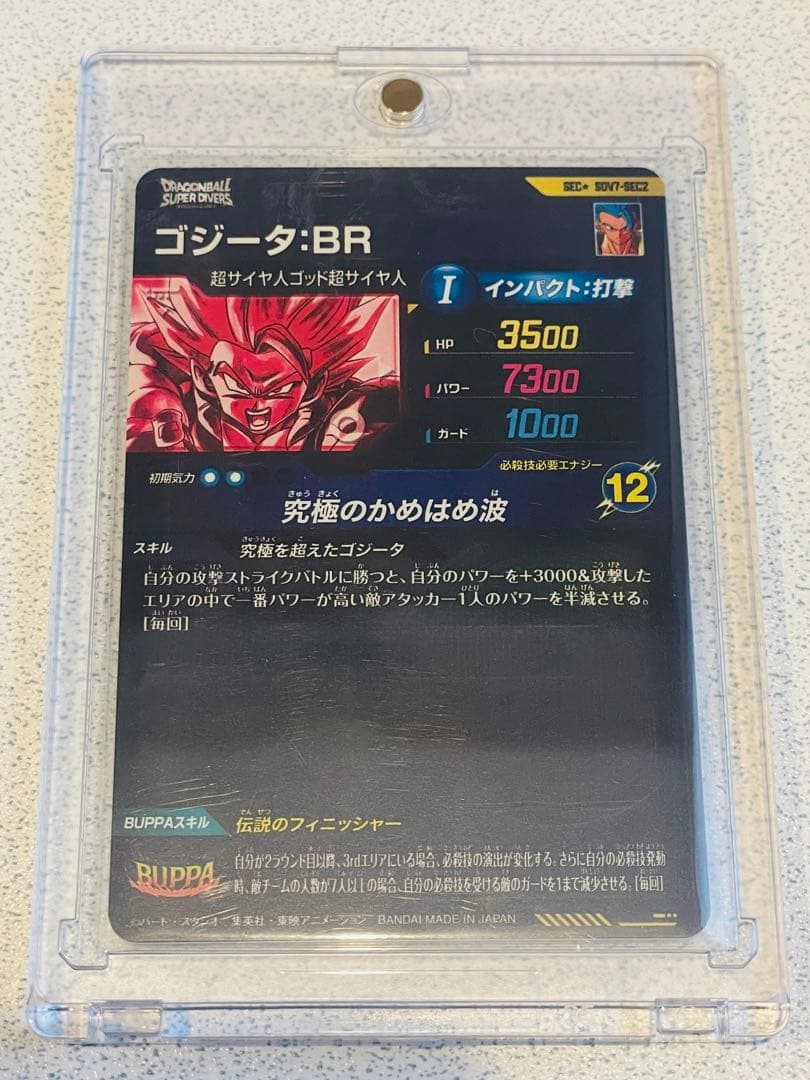 DRAGONBALL
SUPER DIVERS
SEC★ SDV7-SEC2
ゴジータ:BR
超サイヤ人ゴッド超サイヤ人
I インパクト:打撃
HP 3500
パワー 7300
ガード 1000
初期気力
必殺技必要エナジー
12
究極のかめはめ波
スキル 究極を超えたゴジータ
自分の攻撃ストライクバトルに勝つと、自分のパワーを+3000&攻撃した
エリアの中で一番パワーが高い敵アタッカー1人のパワーを半減させる。
[毎回]
BUPPAスキル 伝説のフィニッシャー
BUPPA
自分が2ラウンド目以降、3rdエリアにいる場合、必殺技の演出が変化する。さらに自分の必殺技発動
時、敵チームの人数が7人以上の場合、自分の必殺技を受ける敵のガードを1まで減少させる。[毎回]
©バード・スタジオ/集英社・東映アニメーション BANDAI MADE IN JAPAN